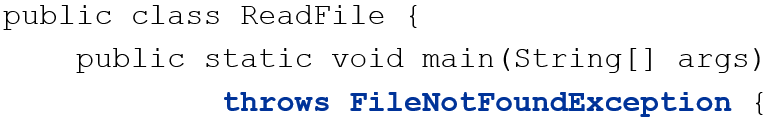 public class ReadFile {
public static void main(String[] args)
throws FileNotFoundException {